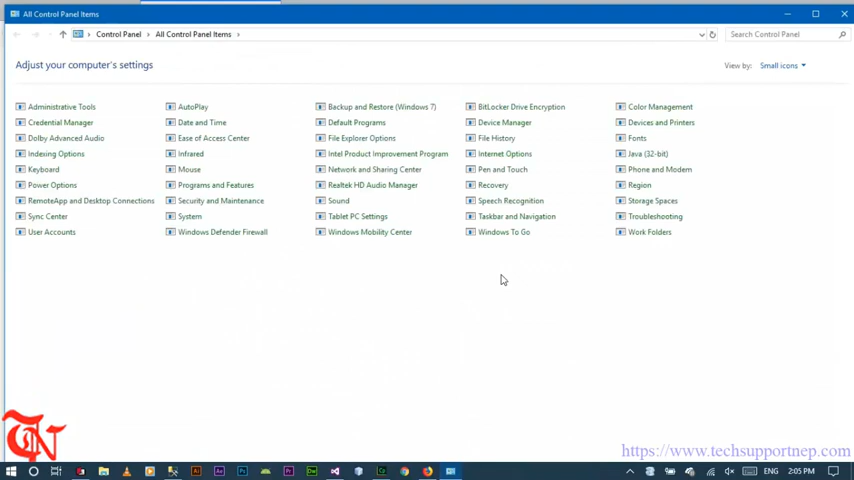 All Control Panel Items
Control Panel > All Control Panel Items >
Search Control Panel
Adjust your computer's settings
View by: Small icons
Administrative Tools
AutoPlay
Backup and Restore (Windows 7)
BitLocker Drive Encryption
Color Management
Credential Manager
Date and Time
Default Programs
Device Manager
Devices and Printers
Dolby Advanced Audio
Ease of Access Center
File Explorer Options
File History
Fonts
Indexing Options
Infrared
Intel Product Improvement Program
Internet Options
Java (32-bit)
Keyboard
Mouse
Network and Sharing Center
Pen and Touch
Phone and Modem
Power Options
Programs and Features
Realtek HD Audio Manager
Recovery
Region
RemoteApp and Desktop Connections
Security and Maintenance
Sound
Speech Recognition
Storage Spaces
Sync Center
System
Tablet PC Settings
Taskbar and Navigation
Troubleshooting
User Accounts
Windows Defender Firewall
Windows Mobility Center
Windows To Go
Work Folders
TN
https://www.techsupportnep.com
Ai
Ae
Ps
Pr
Dw
ENG
2:05 PM